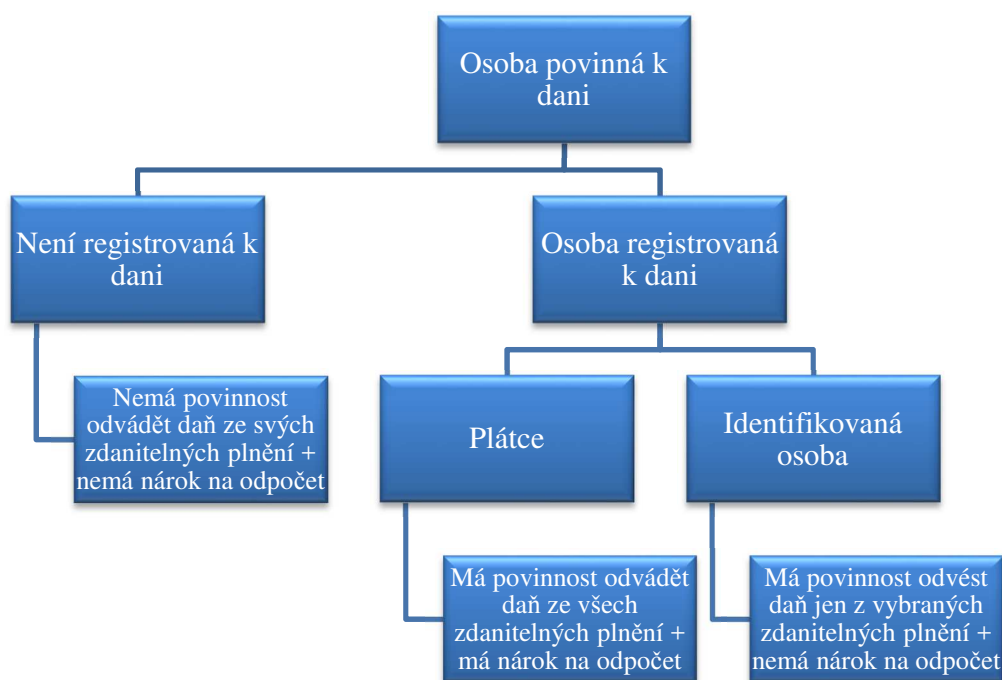 Osoba povinná k
dani
Není registrovaná k
dani
Osoba registrovaná
k dani
Nemá povinnost
odvádět daň ze svých
zdanitelných plnění +
nemá nárok na odpočet
Plátce
Identifikovaná
osoba
Má povinnost odvádět
daň ze všech
zdanitelných plnění +
má nárok na odpočet
Má povinnost odvést
daň jen z vybraných
zdanitelných plnění +
nemá nárok na odpočet